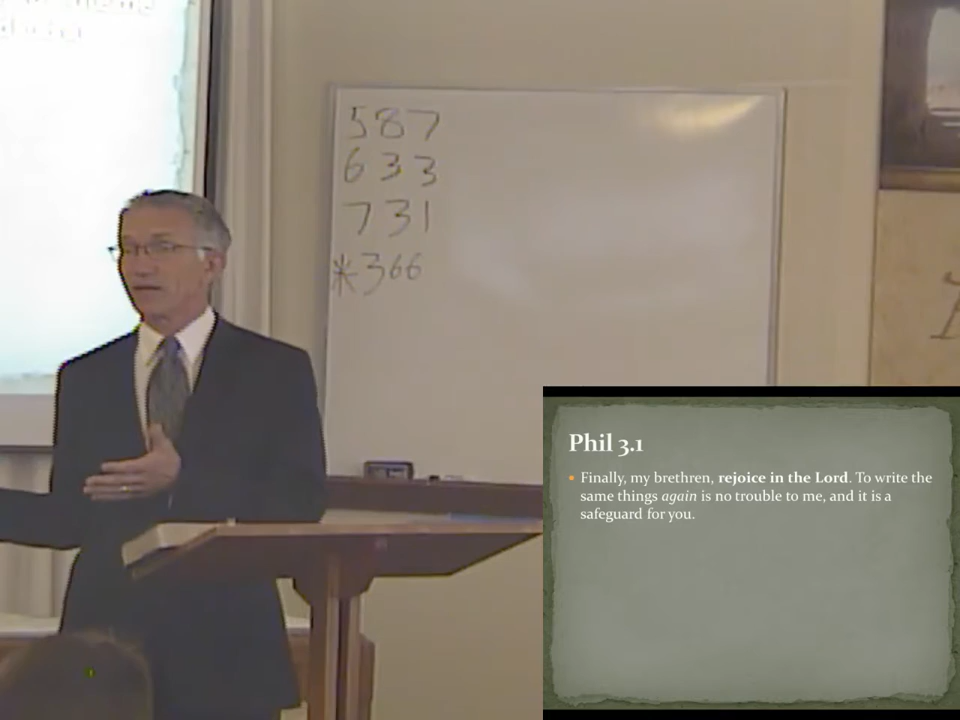 587
633
731
*366
Phil 3.1
Finally, my brethren, rejoice in the Lord. To write the
same things again is no trouble to me, and it is a
safeguard for you.